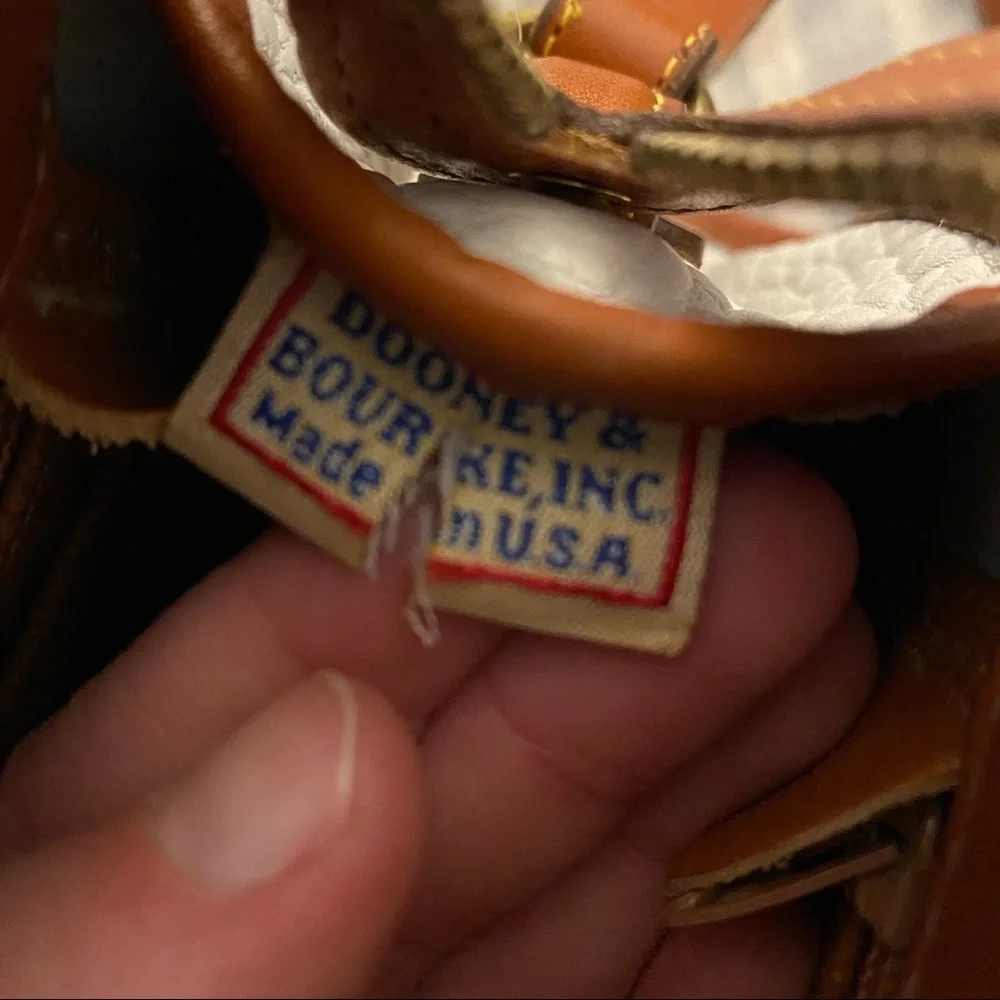 DOONEY &
BOURKE, INC.
Made in U.S.A.